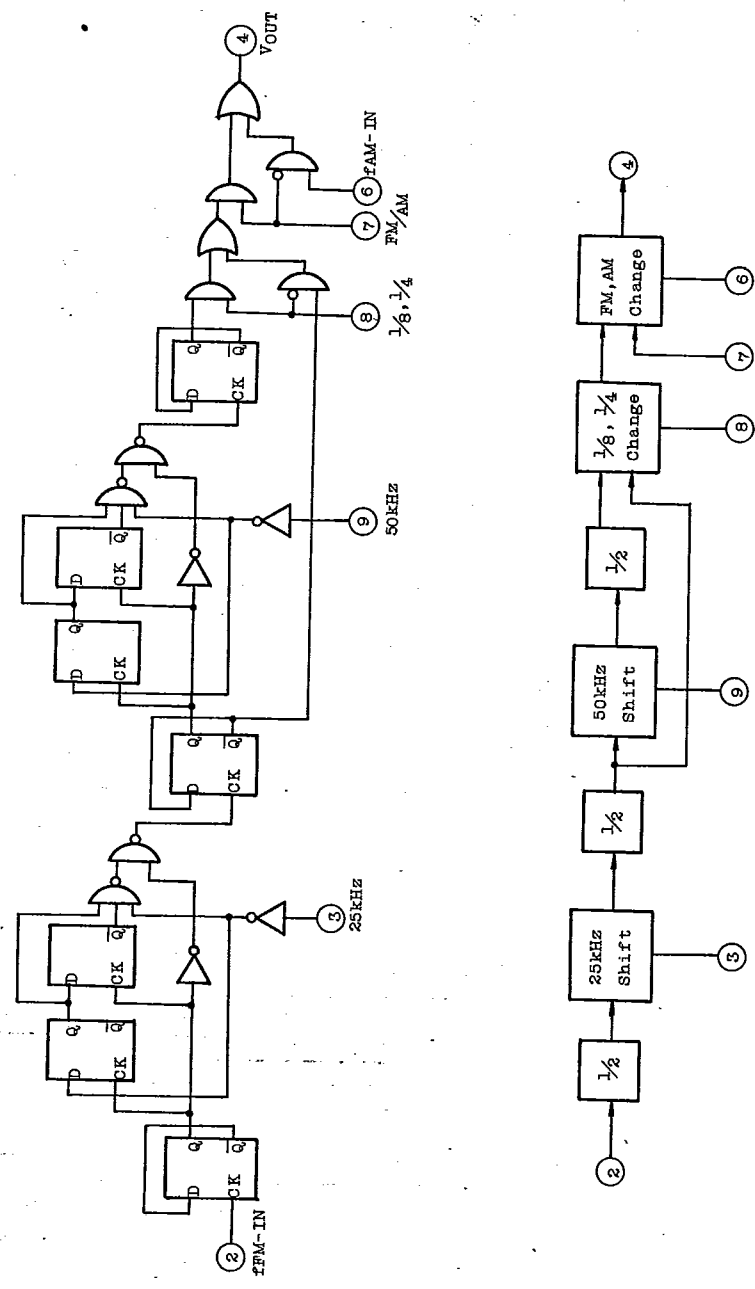 2
fFM-IN
D
Q
CK
Q
D
Q
CK
Q
D
CK
Q
3
25kHz
D
Q
CK
Q
D
Q
CK
D
CK
Q
9
50kHz
D
Q
CK
Q
8
1/8, 1/4
7
FM/AM
6
fAM-IN
4
VOUT
2
1/2
25kHz
Shift
3
1/2
50kHz
Shift
9
1/2
1/8, 1/4
Change
8
FM, AM
Change
7
6
4